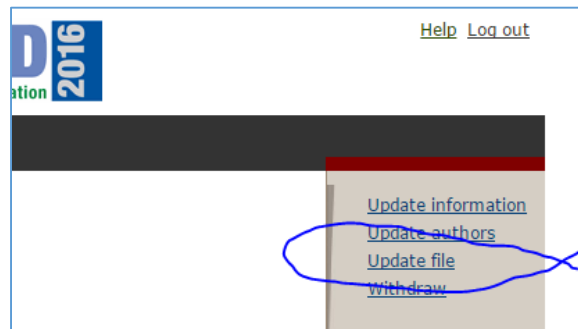 Help Log out
D 2016
ation
Update information
Update authors
Update file
Withdraw